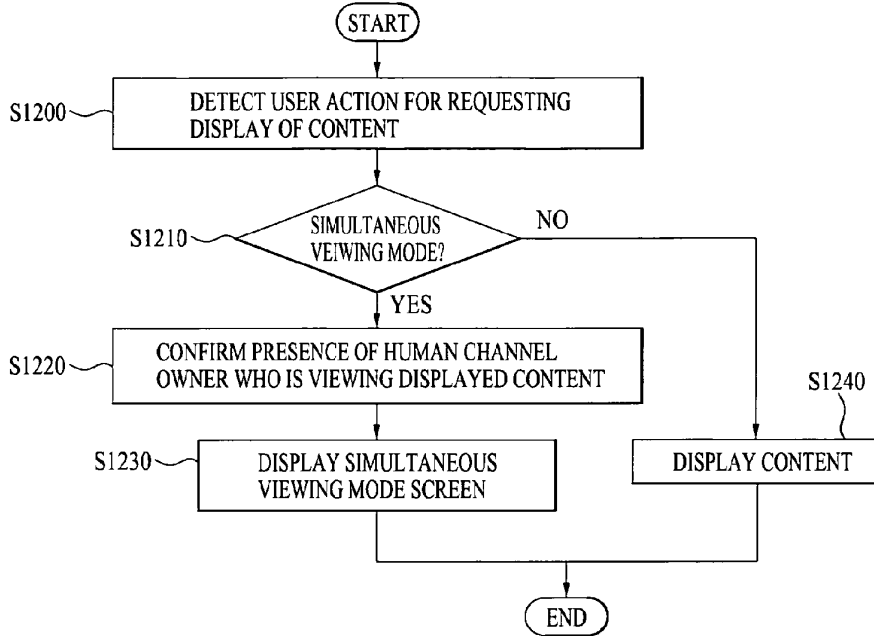 START
S1200
DETECT USER ACTION FOR REQUESTING
DISPLAY OF CONTENT
S1210
SIMULTANEOUS
VEIWING MODE?
NO
YES
S1220
CONFIRM PRESENCE OF HUMAN CHANNEL
OWNER WHO IS VIEWING DISPLAYED CONTENT
S1240
DISPLAY CONTENT
S1230
DISPLAY SIMULTANEOUS
VIEWING MODE SCREEN
END